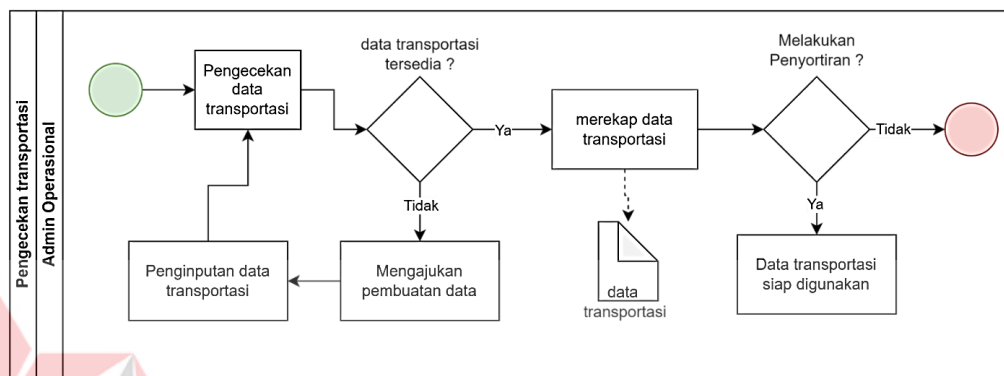 Pengecekan transportasi
Admin Operasional
Pengecekan
data
transportasi
data transportasi
tersedia ?
Ya
Tidak
Mengajukan
pembuatan data
Penginputan data
transportasi
merekap data
transportasi
data
transportasi
Melakukan
Penyortiran ?
Tidak
Ya
Data transportasi
siap digunakan